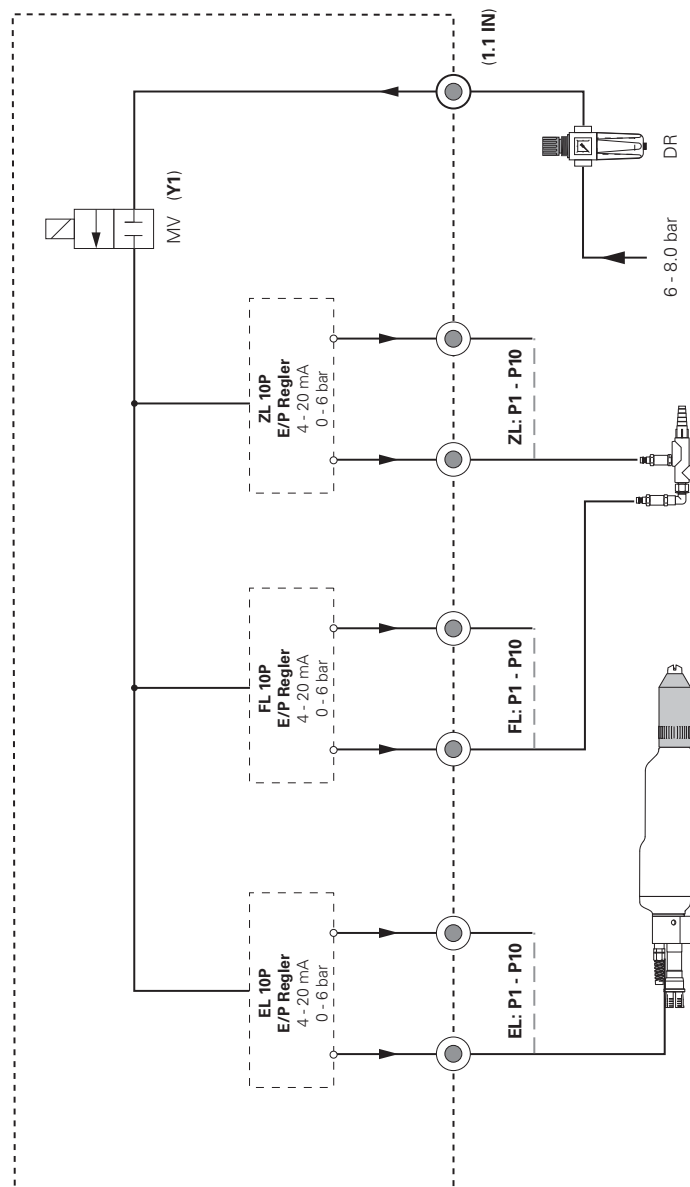 (1.1 IN)
DR
6 - 8.0 bar
MV (Y1)
ZL 10P
E/P Regler
4 - 20 mA
0 - 6 bar
ZL: P1 - P10
FL 10P
E/P Regler
4 - 20 mA
0 - 6 bar
FL: P1 - P10
EL 10P
E/P Regler
4 - 20 mA
0 - 6 bar
EL: P1 - P10